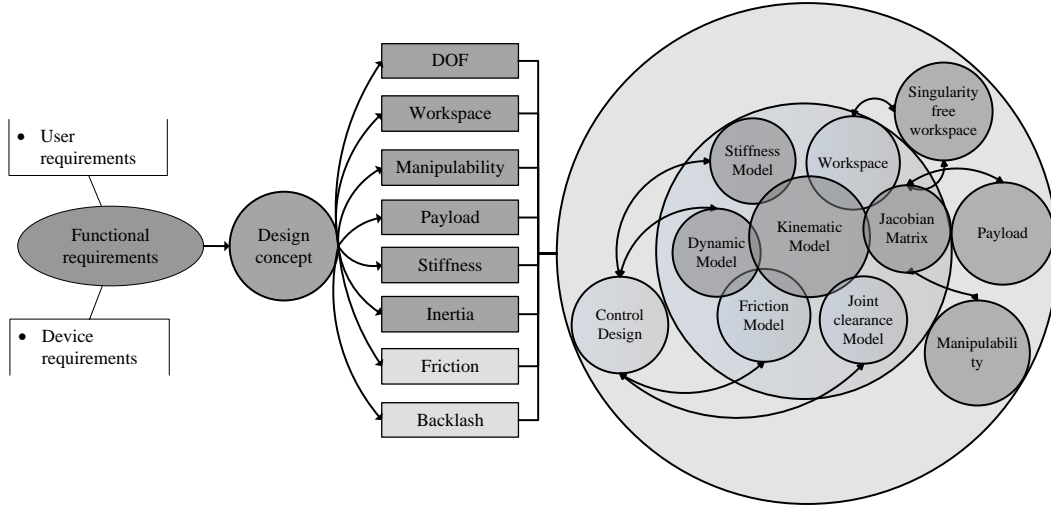 • User
requirements
Functional
requirements
• Device
requirements
Design
concept
DOF
Workspace
Manipulability
Payload
Stiffness
Inertia
Friction
Backlash
Singularity
free
workspace
Stiffness
Model
Workspace
Kinematic
Model
Jacobian
Matrix
Payload
Dynamic
Model
Control
Design
Friction
Model
Joint
clearance
Model
Manipulabili
ty